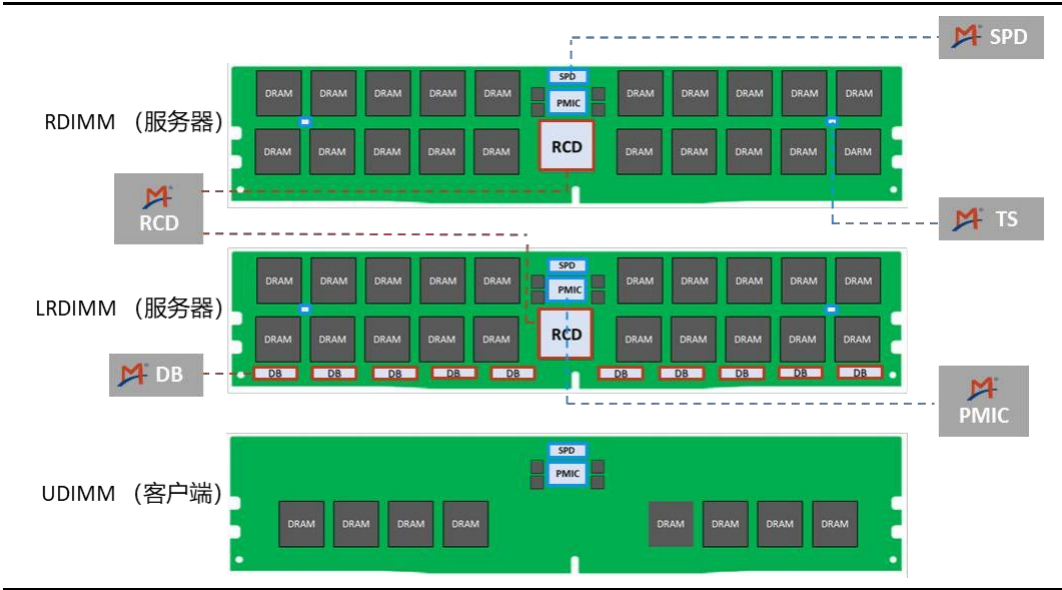 SPD
SPD
DRAM DRAM DRAM DRAM DRAM PMIC DRAM DRAM DRAM DRAM DRAM
RDIMM （服务器）
DRAM DRAM DRAM DRAM DRAM RCD DRAM DRAM DRAM DRAM DARM
RCD
TS
SPD
DRAM DRAM DRAM DRAM DRAM PMIC DRAM DRAM DRAM DRAM DRAM
LRDIMM （服务器）
DRAM DRAM DRAM DRAM DRAM RCD DRAM DRAM DRAM DRAM DRAM
DB
DB DB DB DB DB DB DB DB DB DB
PMIC
SPD
PMIC
UDIMM （客户端）
DRAM DRAM DRAM DRAM DRAM DRAM DRAM DRAM